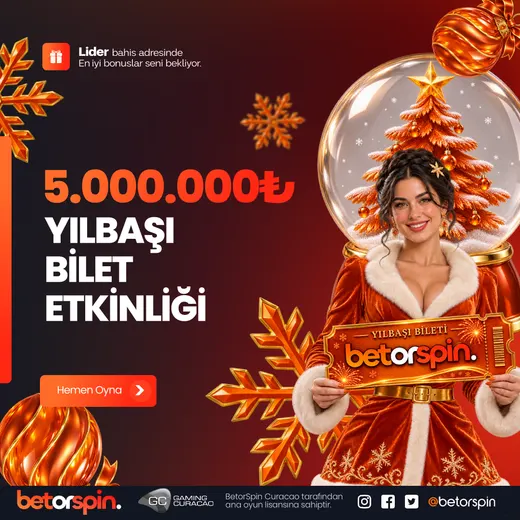 Lider bahis adresinde
En iyi bonuslar seni bekliyor.
5.000.000₺
YILBAŞI
BİLET
ETKİNLİĞİ
YILBAŞI BİLETİ
betorspin.
Hemen Oyna
betorspin.
GC GAMING CURACAO
BetorSpin Curacao tarafından
ana oyun lisansına sahiptir.
@betorspin